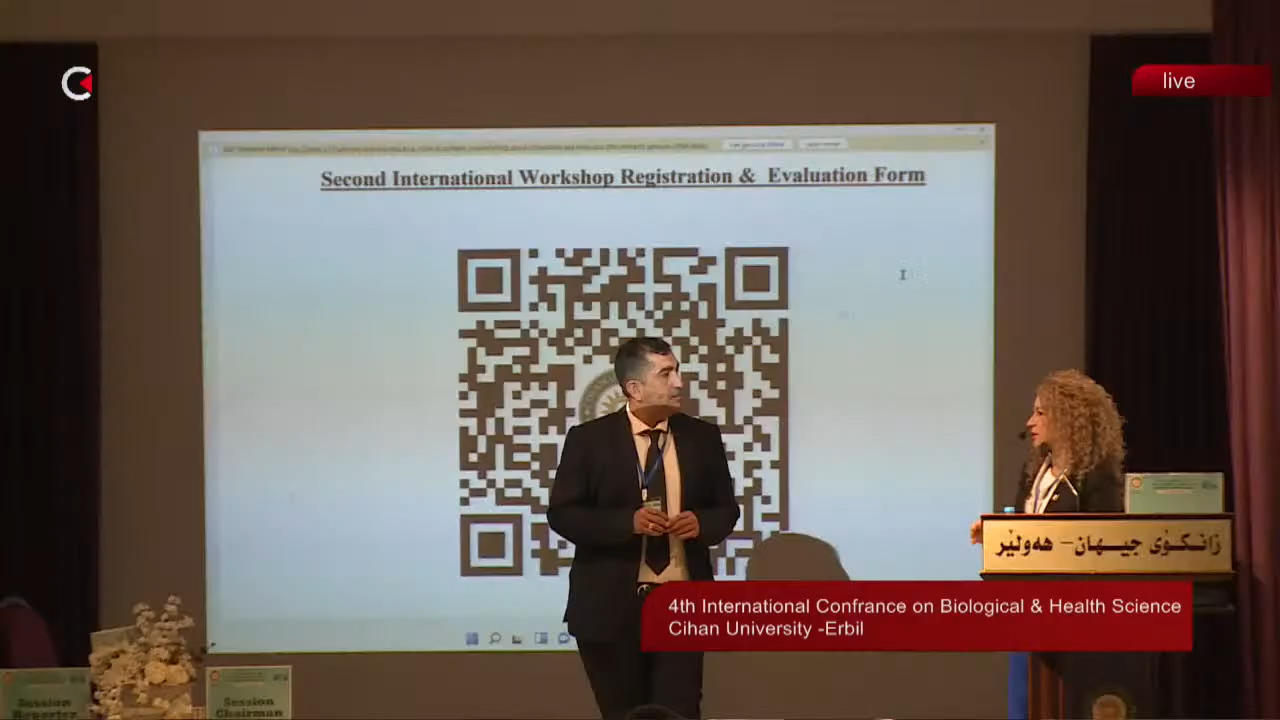 live
Second International Workshop Registration & Evaluation Form
زانکۆی جیهان - هەولێر
4th International Confrance on Biological & Health Science
Cihan University -Erbil
Session
Reporter
Session
Chairman